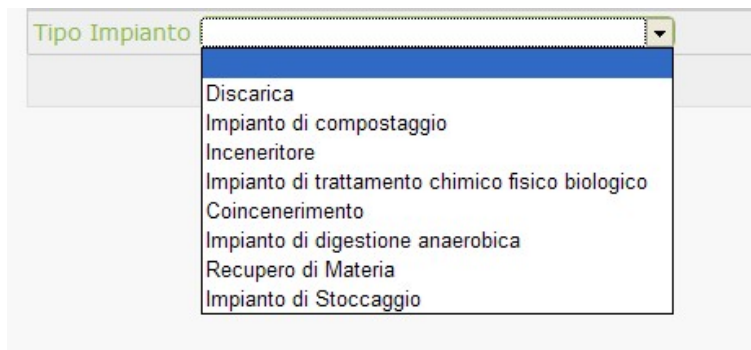 Tipo Impianto
Discarica
Impianto di compostaggio
Inceneritore
Impianto di trattamento chimico fisico biologico
Coincenerimento
Impianto di digestione anaerobica
Recupero di Materia
Impianto di Stoccaggio